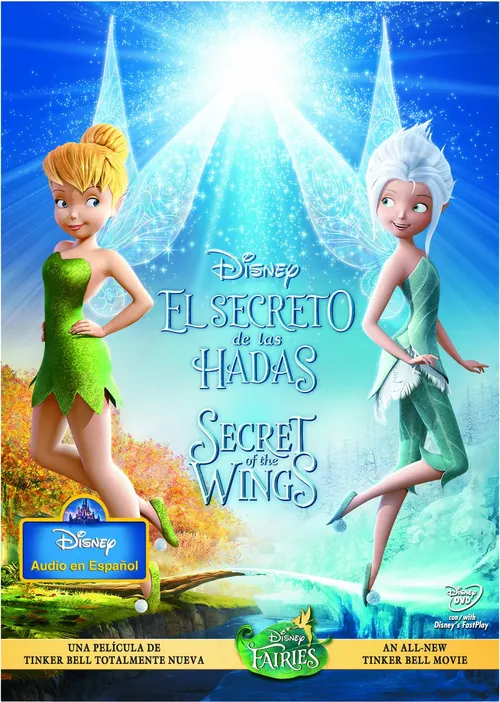 Disney
EL SECRETO
de las
HADAS
SECRET
of the
WINGS
Disney
Audio en Español
Disney
DVD
con / with
Disney's FastPlay
UNA PELÍCULA DE
TINKER BELL TOTALMENTE NUEVA
Disney
FAIRIES
AN ALL-NEW
TINKER BELL MOVIE